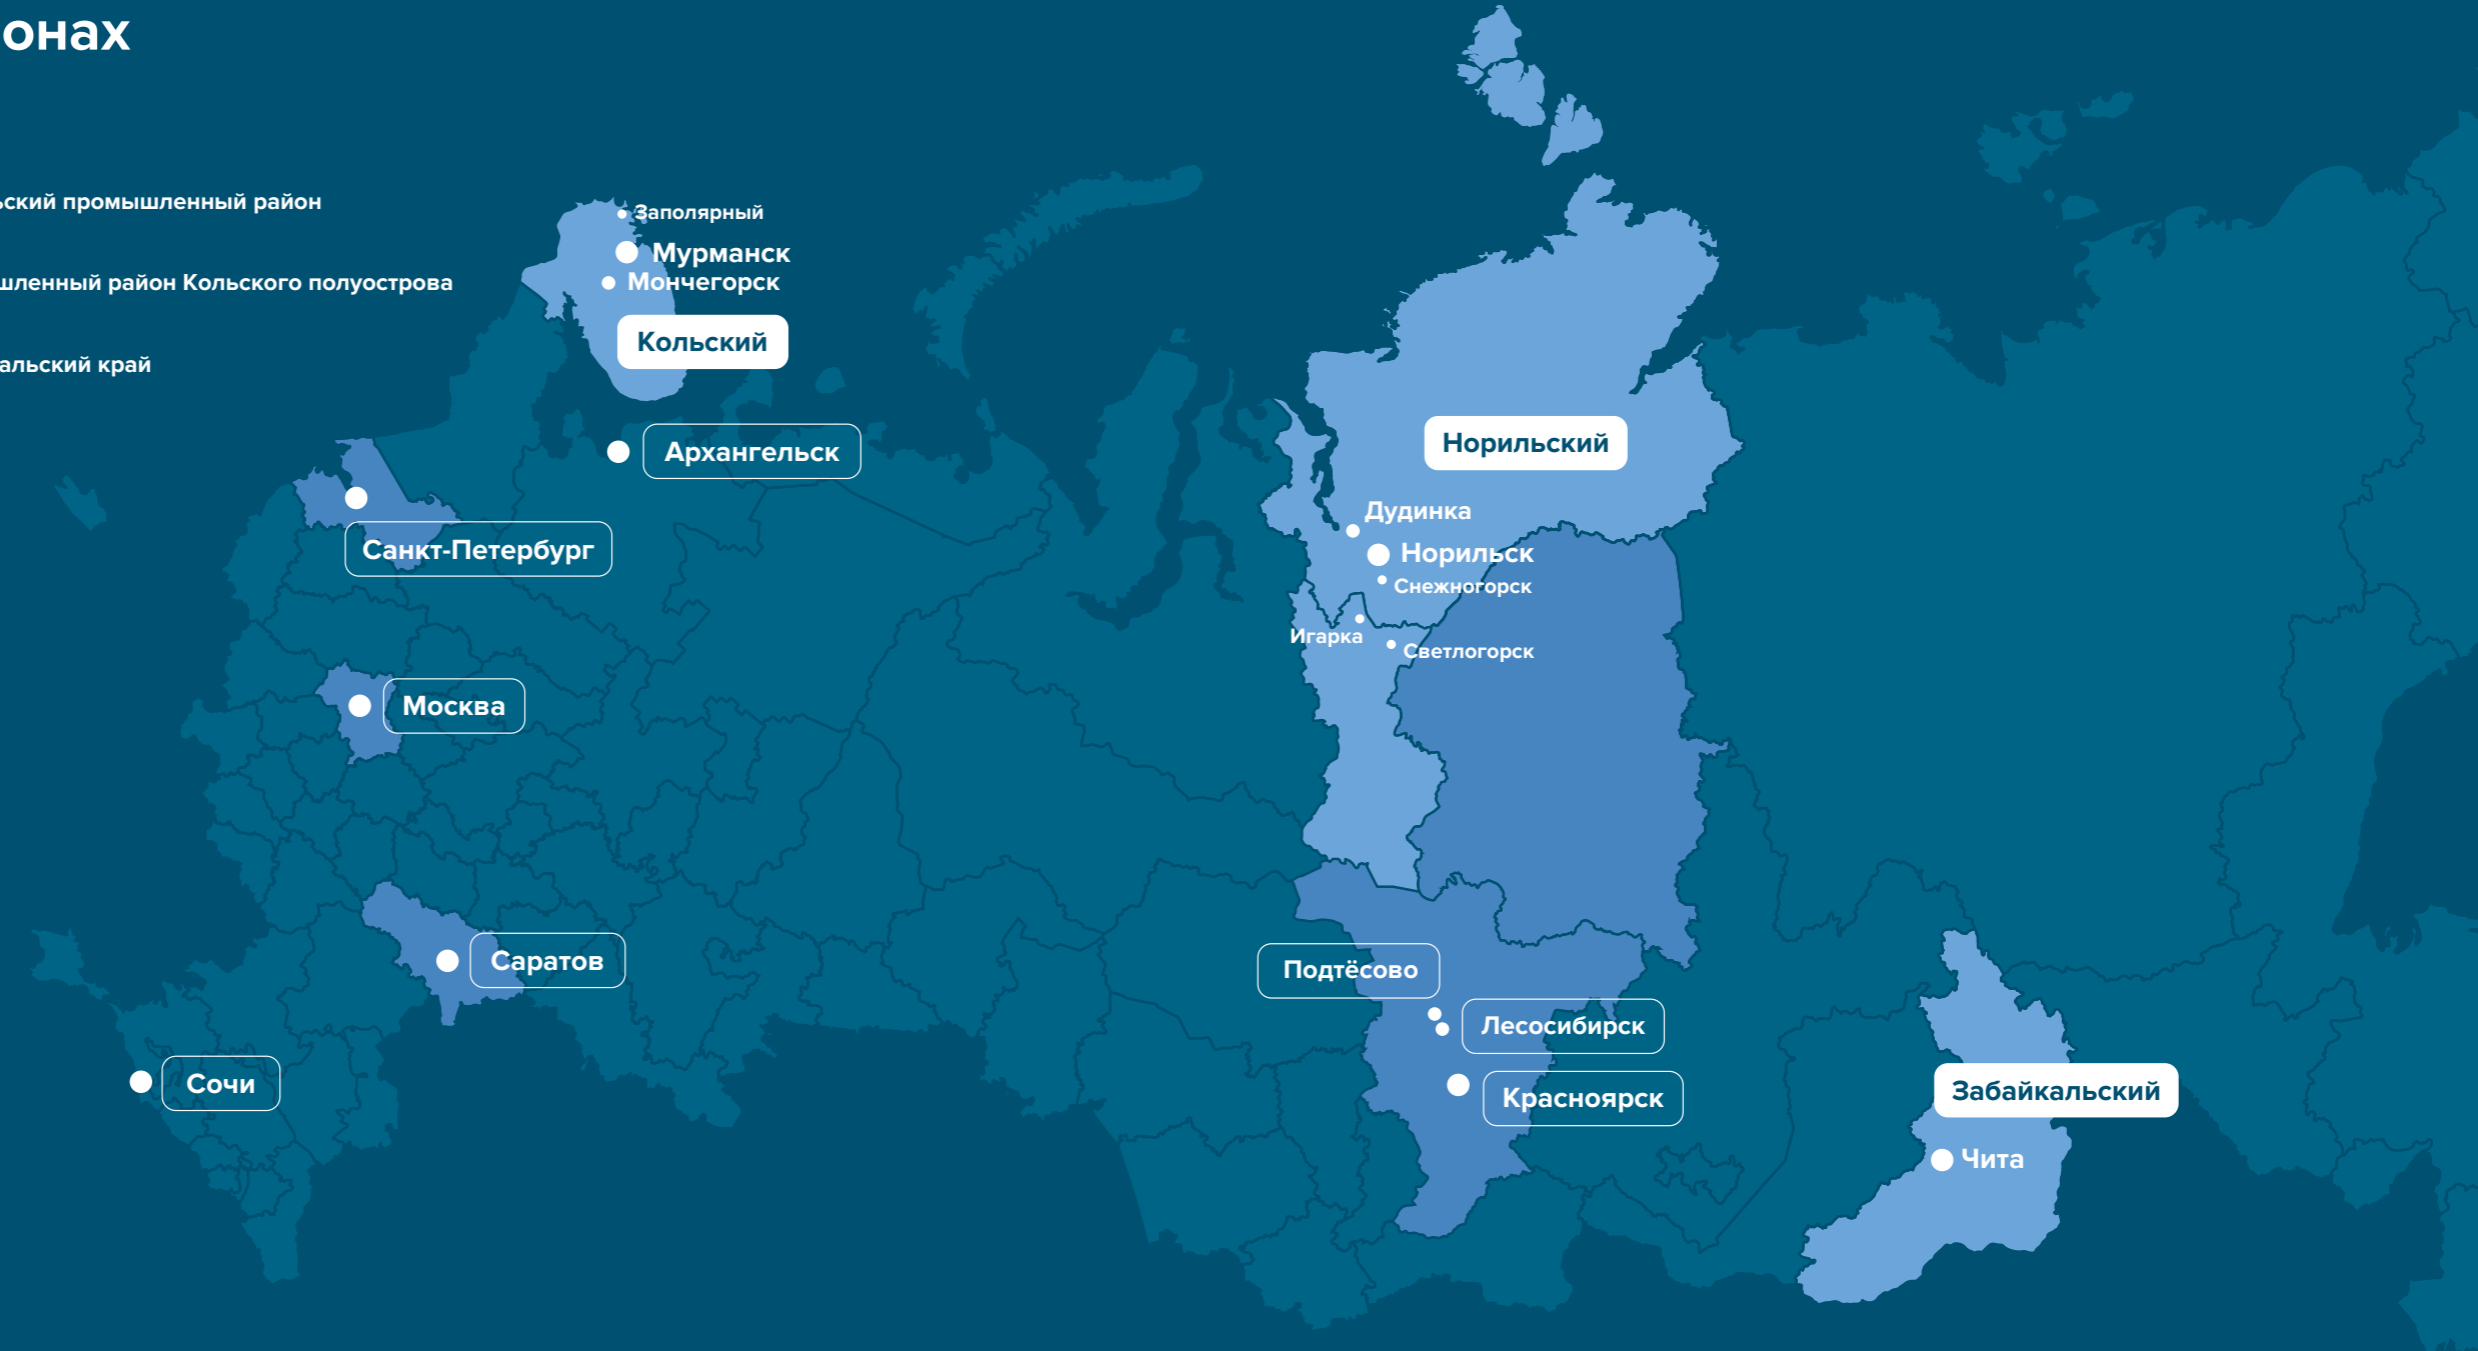 онах
ьский промышленный район
шленный район Кольского полуострова
альский край
Заполярный
Мурманск
Мончегорск
Кольский
Архангельск
Санкт-Петербург
Москва
Саратов
Сочи
Норильский
Дудинка
Норильск
Снежногорск
Игарка
Светлогорск
Подтёсово
Лесосибирск
Красноярск
Забайкальский
Чита